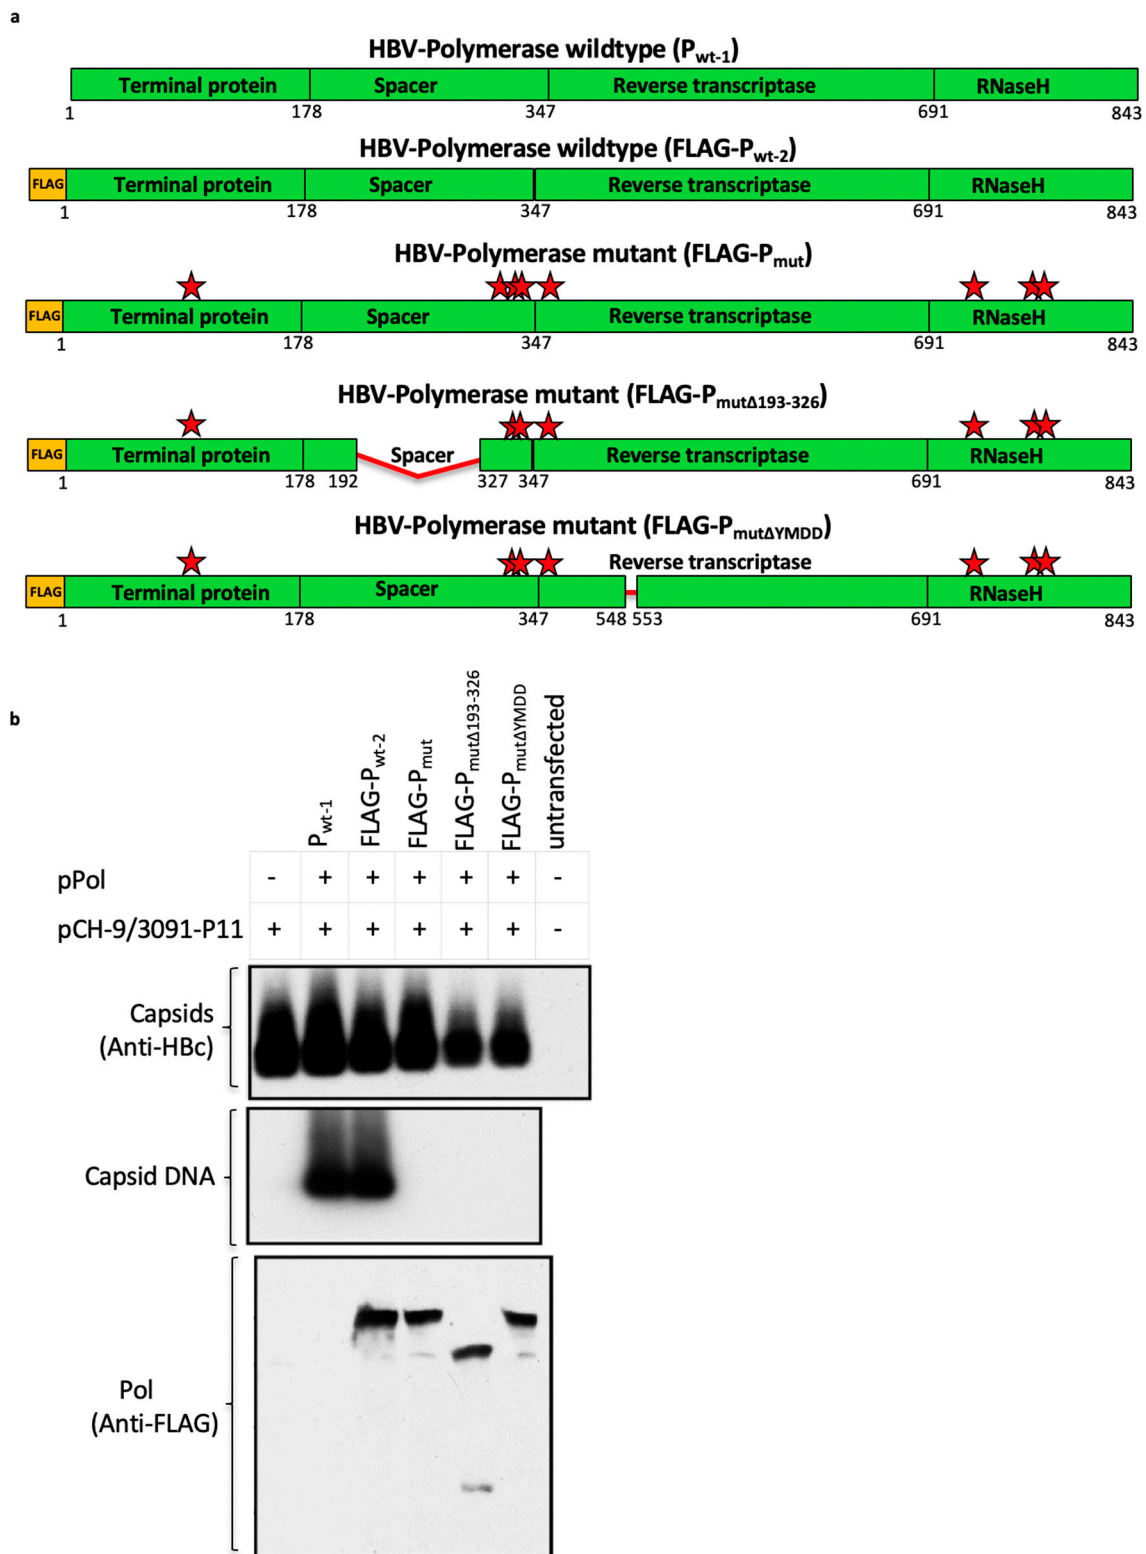 a
HBV-Polymerase wildtype (Pwt-1)
Terminal protein Spacer Reverse transcriptase RNaseH
1 178 347 691 843
HBV-Polymerase wildtype (FLAG-Pwt-2)
FLAG Terminal protein Spacer Reverse transcriptase RNaseH
1 178 347 691 843
HBV-Polymerase mutant (FLAG-Pmut)
FLAG Terminal protein Spacer Reverse transcriptase RNaseH
1 178 347 691 843
HBV-Polymerase mutant (FLAG-PmutΔ193-326)
FLAG Terminal protein Spacer Reverse transcriptase RNaseH
1 178 192 327 347 691 843
HBV-Polymerase mutant (FLAG-PmutΔYMDD)
Reverse transcriptase
FLAG Terminal protein Spacer RNaseH
1 178 347 548 553 691 843
b
Pwt-1 FLAG-Pwt-2 FLAG-Pmut FLAG-PmutΔ193-326 FLAG-PmutΔYMDD untransfected
pPol - + + + + + -
pCH-9/3091-P11 + + + + + + -
Capsids
(Anti-HBc)
Capsid DNA
Pol
(Anti-FLAG)